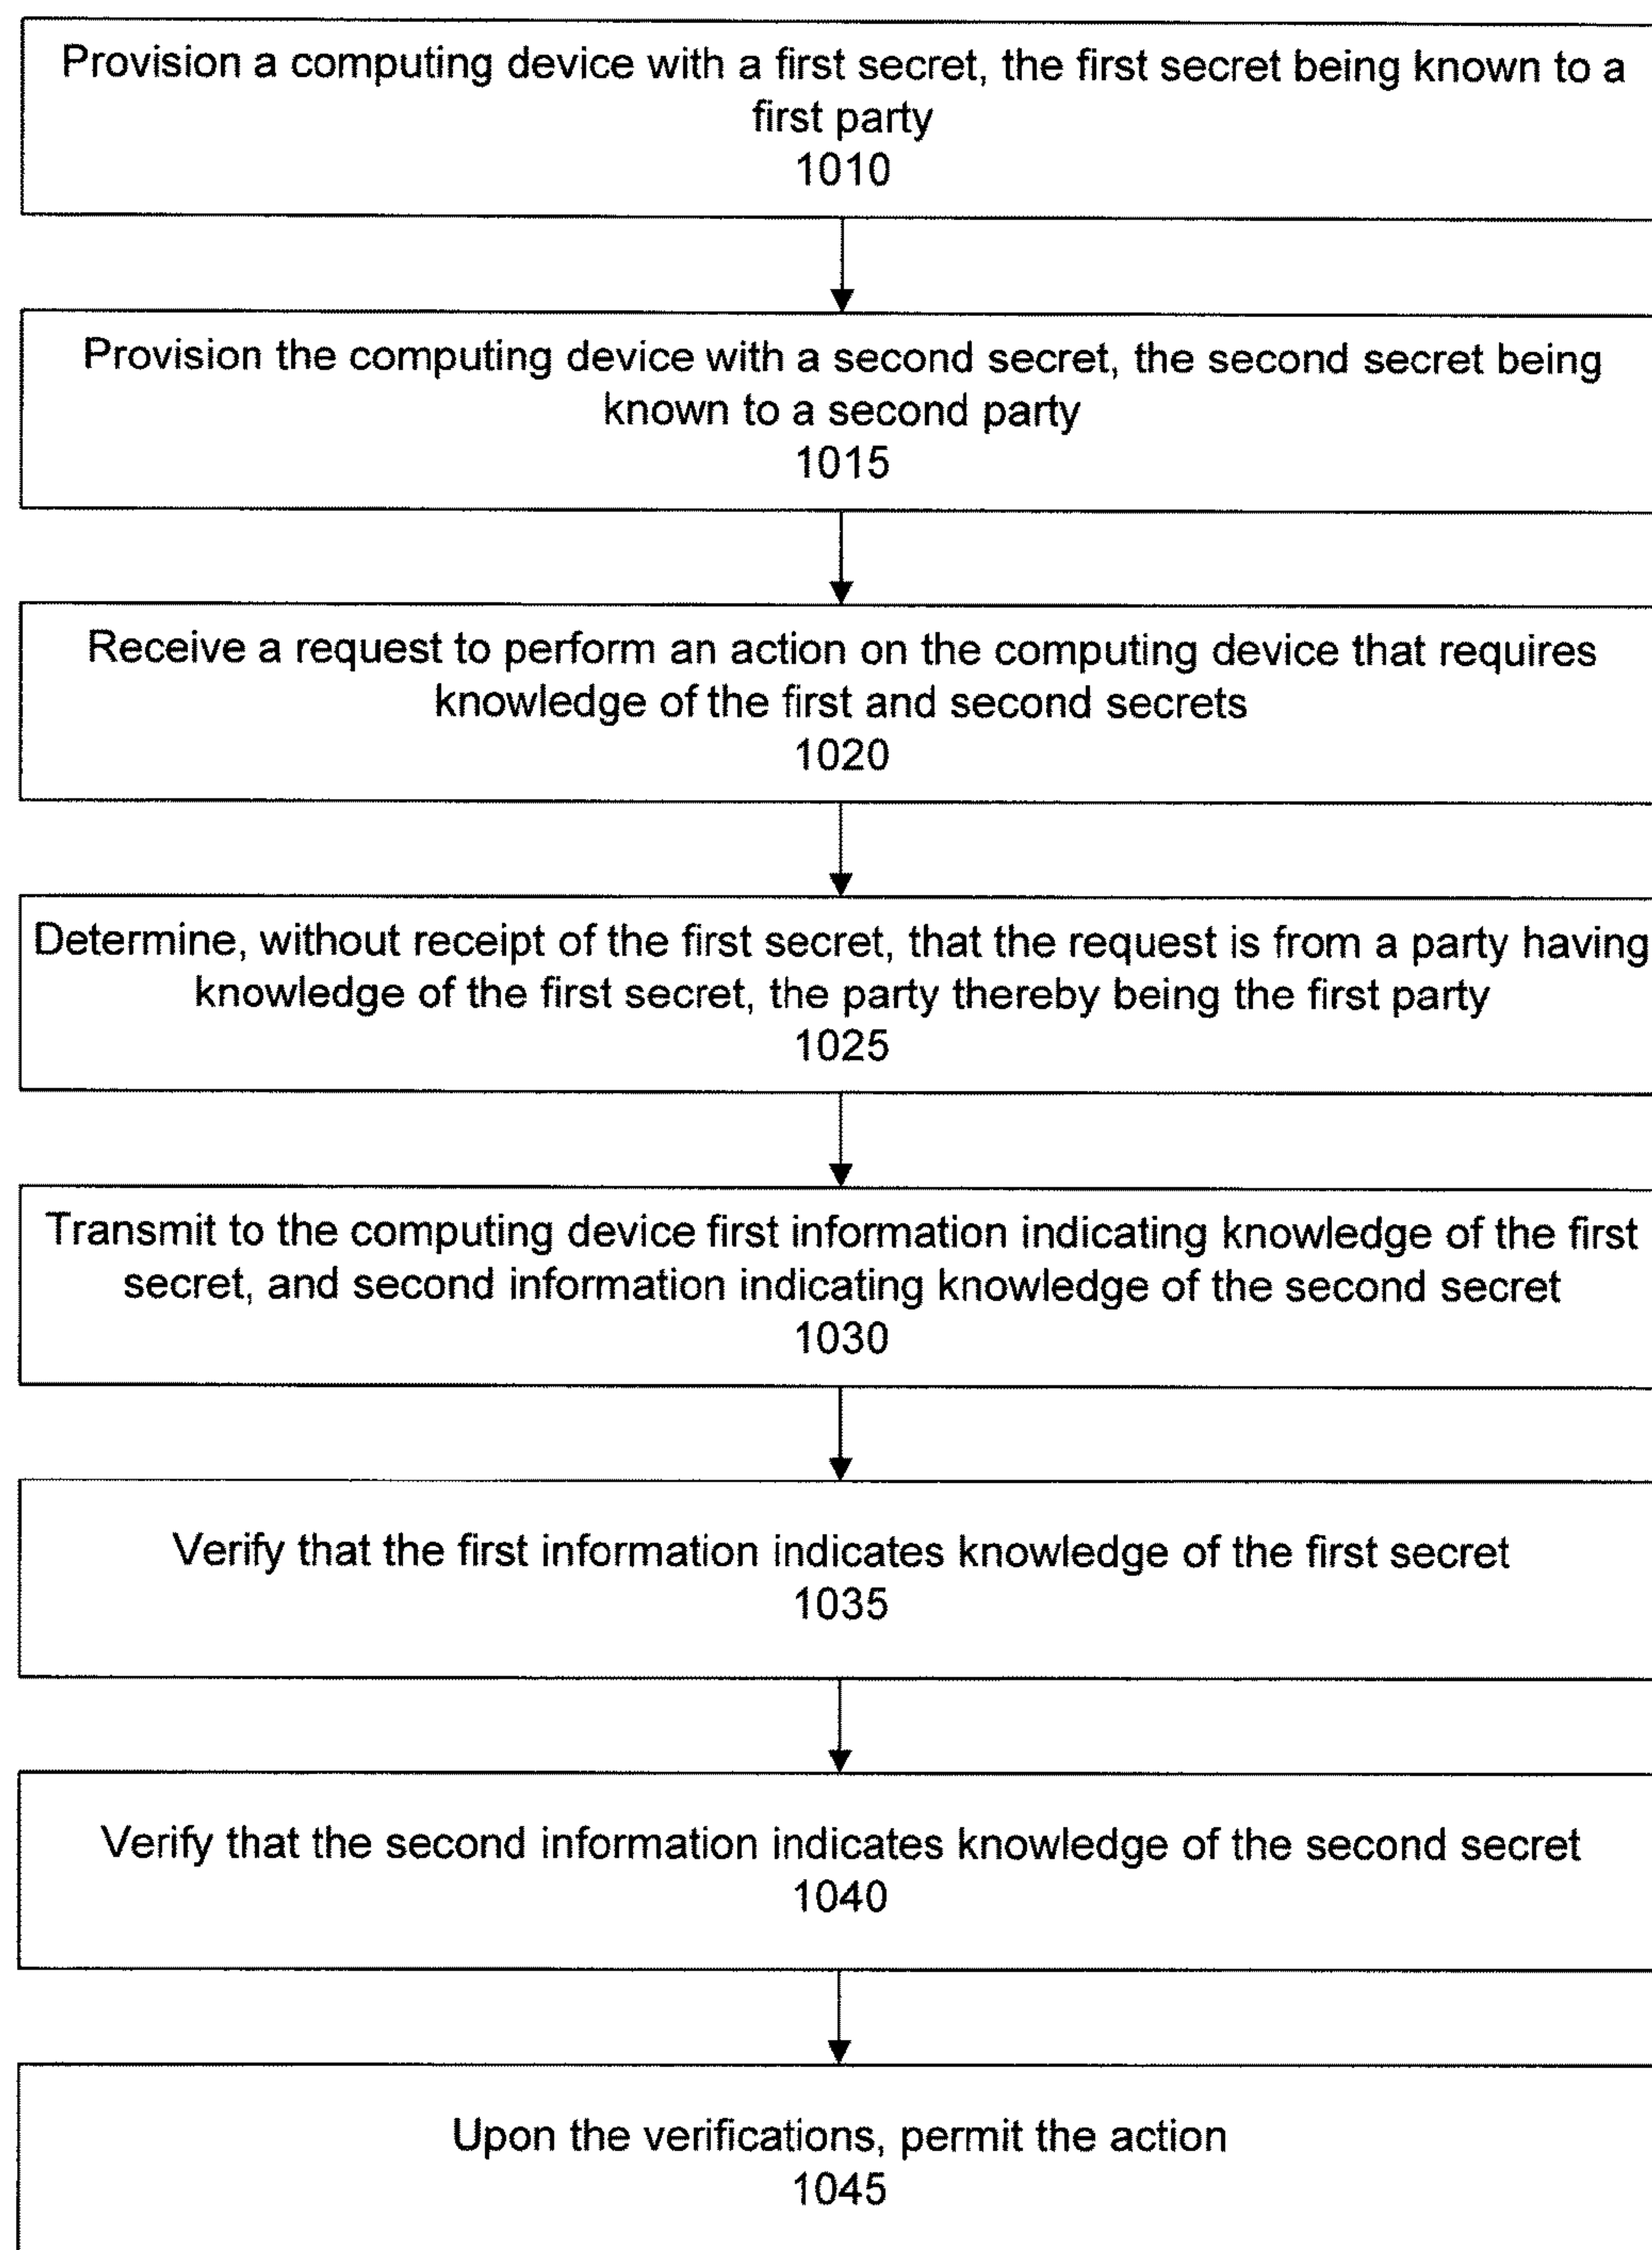 Provision a computing device with a first secret, the first secret being known to a
first party
1010
Provision the computing device with a second secret, the second secret being
known to a second party
1015
Receive a request to perform an action on the computing device that requires
knowledge of the first and second secrets
1020
Determine, without receipt of the first secret, that the request is from a party having
knowledge of the first secret, the party thereby being the first party
1025
Transmit to the computing device first information indicating knowledge of the first
secret, and second information indicating knowledge of the second secret
1030
Verify that the first information indicates knowledge of the first secret
1035
Verify that the second information indicates knowledge of the second secret
1040
Upon the verifications, permit the action
1045